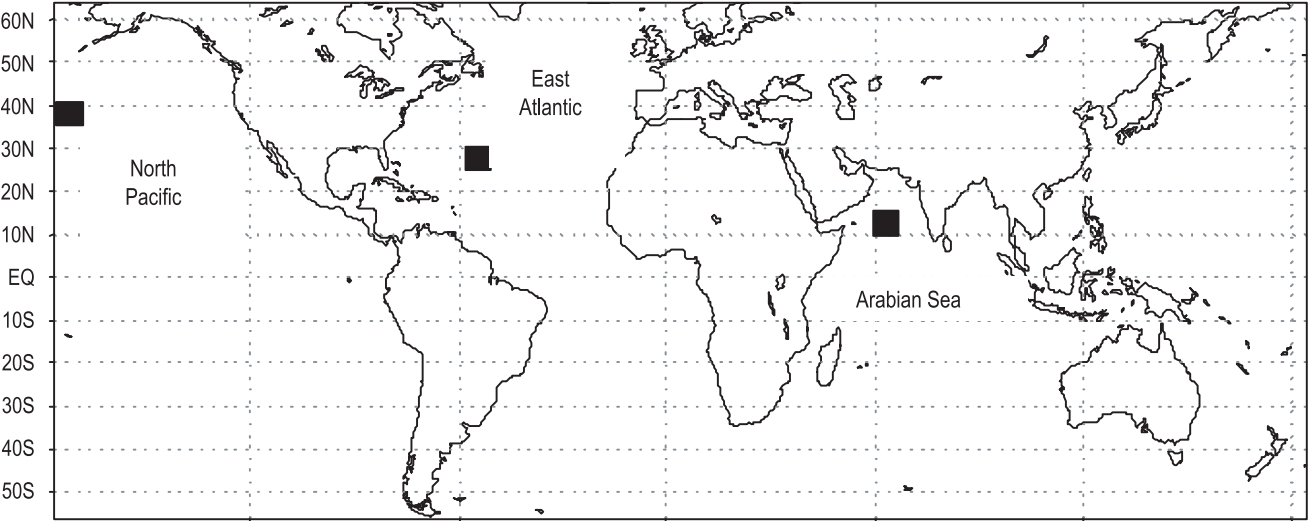 60N
50N
40N
30N
20N
10N
EQ
10S
20S
30S
40S
50S
East
Atlantic
North
Pacific
Arabian Sea